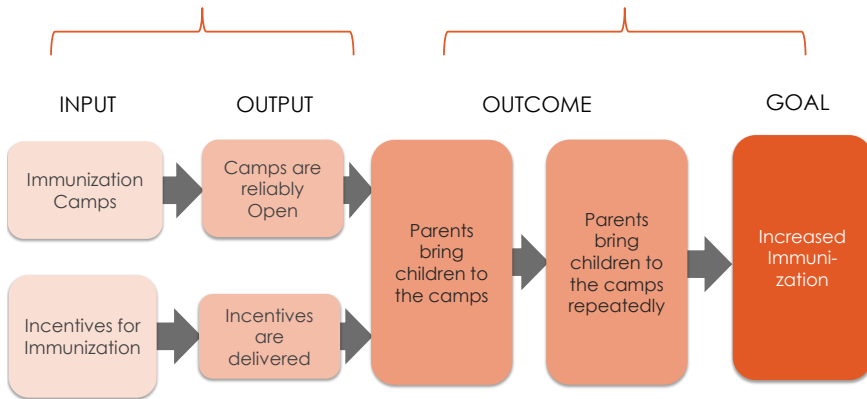 INPUT
OUTPUT
OUTCOME
GOAL
Immunization
Camps
Camps are
reliably
Open
Incentives for
Immunization
Incentives
are
delivered
Parents
bring
children to
the camps
Parents
bring
children to
the camps
repeatedly
Increased
Immuni-
zation